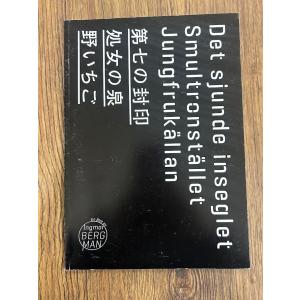 Det sjunde inseglet
Smultronstället
Jungfrukällan
第七の封印
処女の泉
野いちご
Ingmar
BERG
MAN